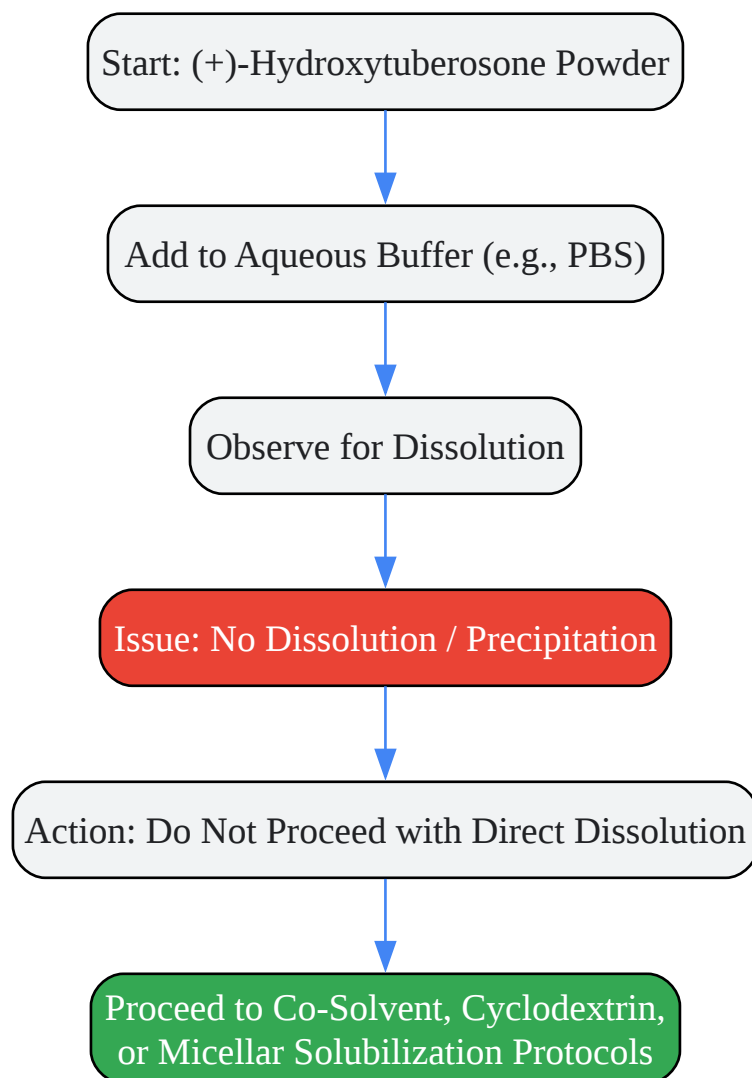 Start: (+)-Hydroxytuberosone Powder
Add to Aqueous Buffer (e.g., PBS)
Observe for Dissolution
Issue: No Dissolution / Precipitation
Action: Do Not Proceed with Direct Dissolution
Proceed to Co-Solvent, Cyclodextrin,
or Micellar Solubilization Protocols